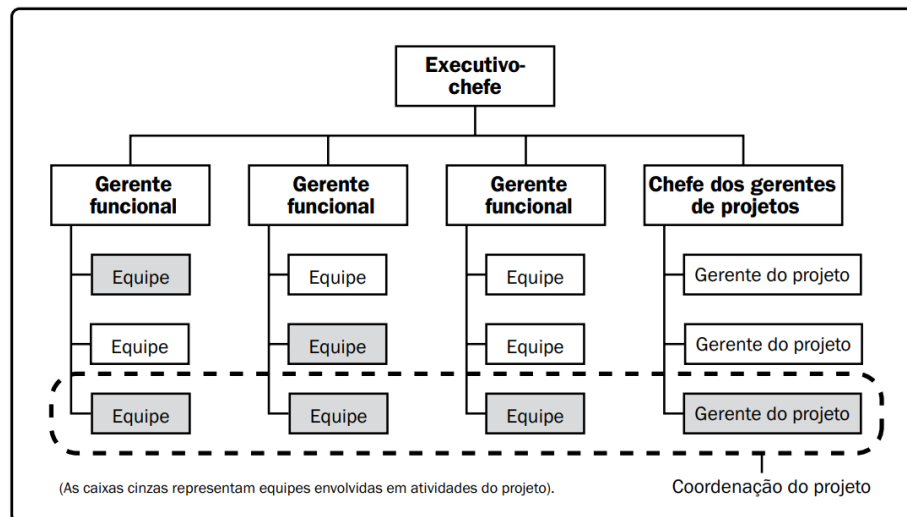 Executivo-
chefe
Gerente
funcional
Gerente
funcional
Gerente
funcional
Chefe dos gerentes
de projetos
Equipe
Equipe
Equipe
Gerente do projeto
Equipe
Equipe
Equipe
Gerente do projeto
Equipe
Equipe
Equipe
Gerente do projeto
(As caixas cinzas representam equipes envolvidas em atividades do projeto).
Coordenação do projeto